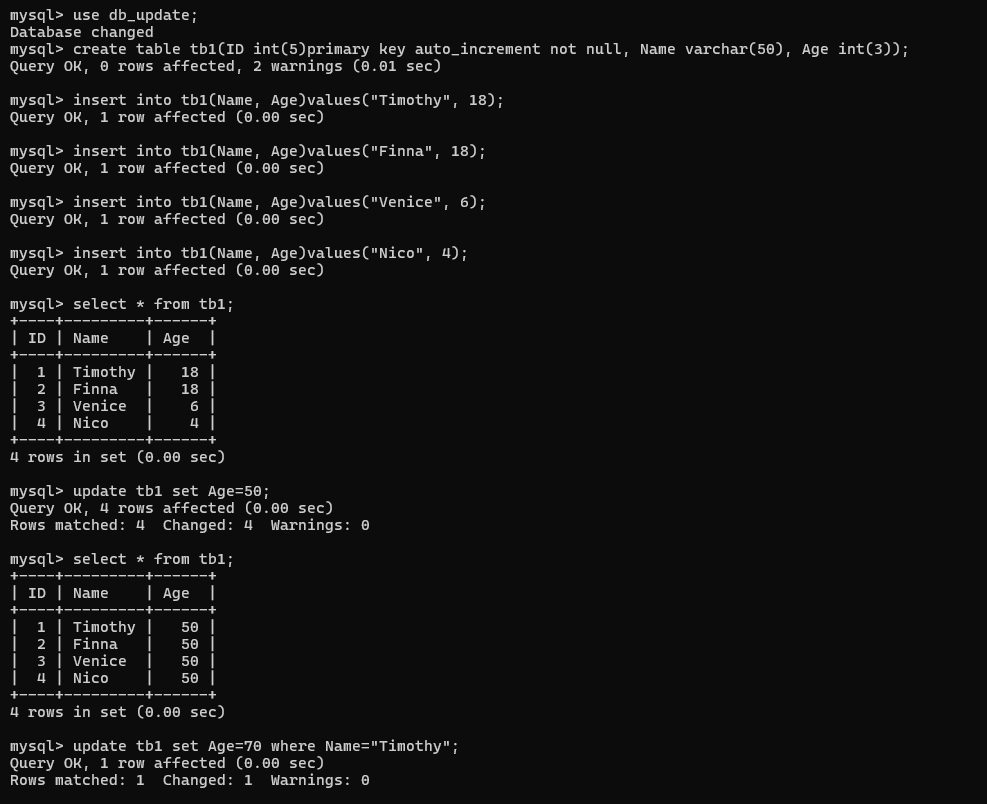 mysql> use db_update;
Database changed
mysql> create table tb1(ID int(5)primary key auto_increment not null, Name varchar(50), Age int(3));
Query OK, 0 rows affected, 2 warnings (0.01 sec)
mysql> insert into tb1(Name, Age)values("Timothy", 18);
Query OK, 1 row affected (0.00 sec)
mysql> insert into tb1(Name, Age)values("Finna", 18);
Query OK, 1 row affected (0.00 sec)
mysql> insert into tb1(Name, Age)values("Venice", 6);
Query OK, 1 row affected (0.00 sec)
mysql> insert into tb1(Name, Age)values("Nico", 4);
Query OK, 1 row affected (0.00 sec)
mysql> select * from tb1;
+----+---------+------+
| ID | Name    | Age  |
+----+---------+------+
|  1 | Timothy |   18 |
|  2 | Finna   |   18 |
|  3 | Venice  |    6 |
|  4 | Nico    |    4 |
+----+---------+------+
4 rows in set (0.00 sec)
mysql> update tb1 set Age=50;
Query OK, 4 rows affected (0.00 sec)
Rows matched: 4  Changed: 4  Warnings: 0
mysql> select * from tb1;
+----+---------+------+
| ID | Name    | Age  |
+----+---------+------+
|  1 | Timothy |   50 |
|  2 | Finna   |   50 |
|  3 | Venice  |   50 |
|  4 | Nico    |   50 |
+----+---------+------+
4 rows in set (0.00 sec)
mysql> update tb1 set Age=70 where Name="Timothy";
Query OK, 1 row affected (0.00 sec)
Rows matched: 1  Changed: 1  Warnings: 0